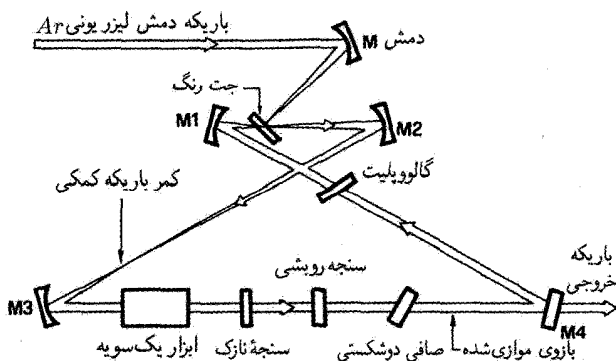 باریکه دمش لیزر یونی Ar
M دمش
جت رنگ
M1
M2
گالووپلیت
کمر باریکه کمکی
باریکه
خروجی
سنجه روبشی
M3
M4
ابزار یک‌سویه
سنجهٔ نازک
صافی دوشکستی
بازوی موازی‌شده